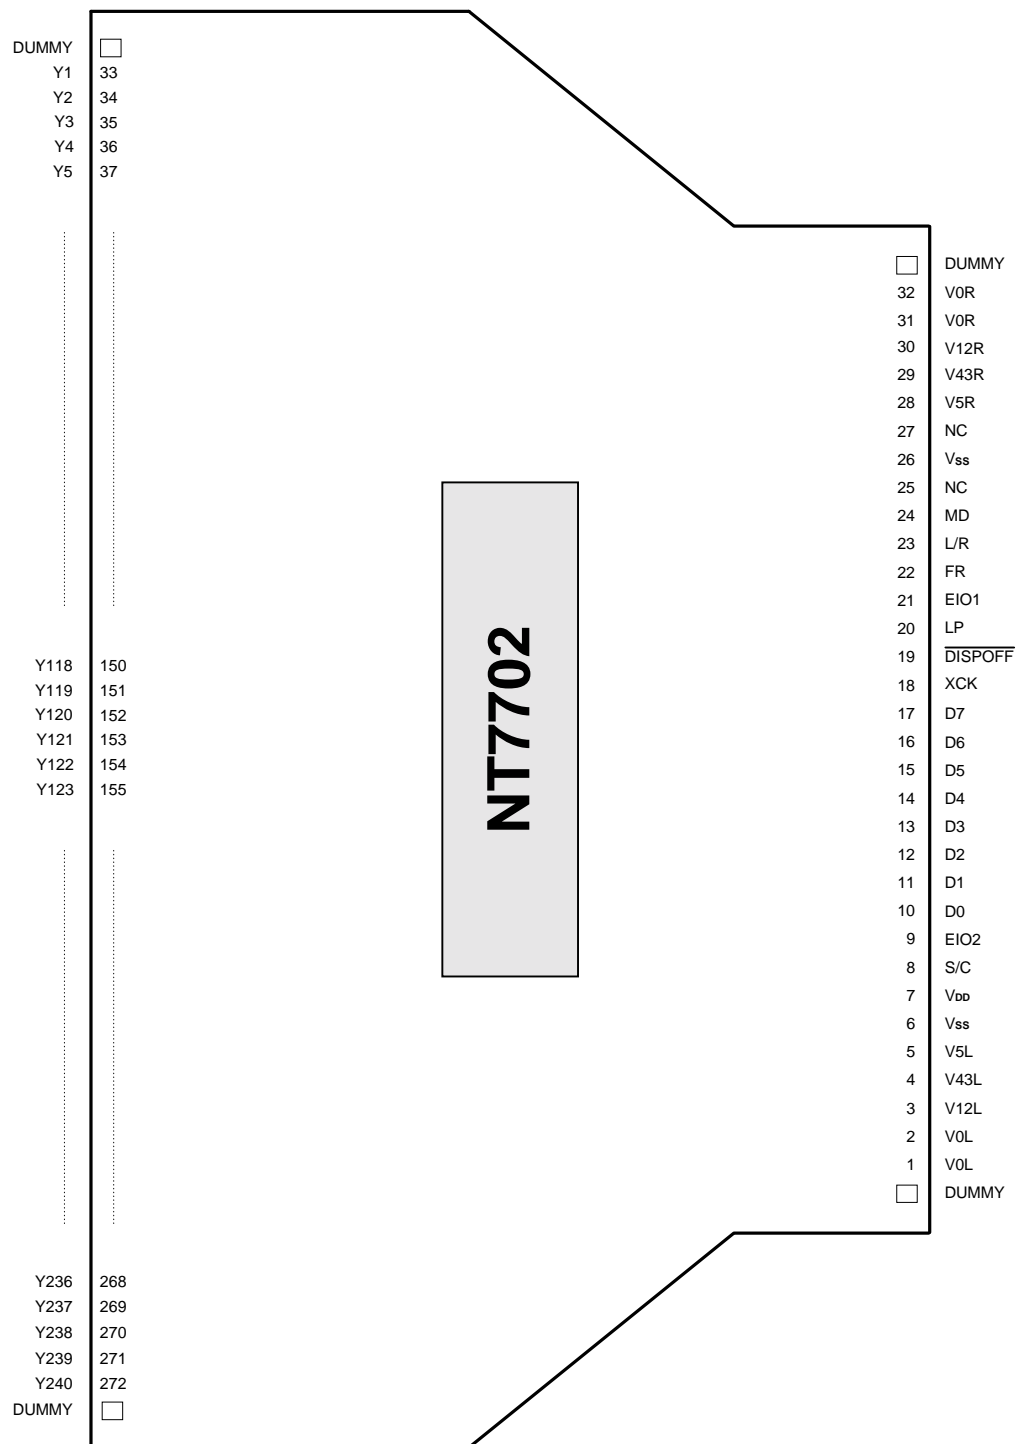 DUMMY
Y1 33
Y2 34
Y3 35
Y4 36
Y5 37
Y118 150
Y119 151
Y120 152
Y121 153
Y122 154
Y123 155
Y236 268
Y237 269
Y238 270
Y239 271
Y240 272
DUMMY
NT7702
DUMMY
32 V0R
31 V0R
30 V12R
29 V43R
28 V5R
27 NC
26 Vss
25 NC
24 MD
23 L/R
22 FR
21 EIO1
20 LP
19 DISPOFF
18 XCK
17 D7
16 D6
15 D5
14 D4
13 D3
12 D2
11 D1
10 D0
9 EIO2
8 S/C
7 VDD
6 Vss
5 V5L
4 V43L
3 V12L
2 V0L
1 V0L
DUMMY